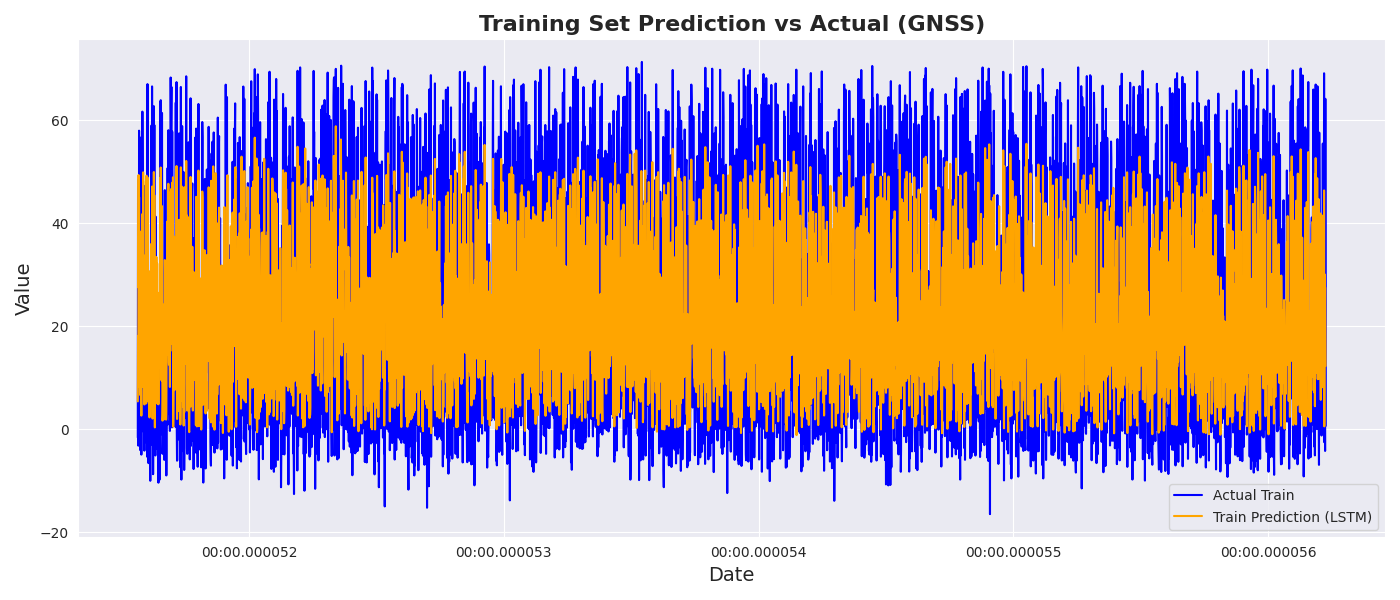 Training Set Prediction vs Actual (GNSS)
Value
60
40
20
0
−20
00:00.000052 00:00.000053 00:00.000054 00:00.000055 00:00.000056
Date
Actual Train
Train Prediction (LSTM)